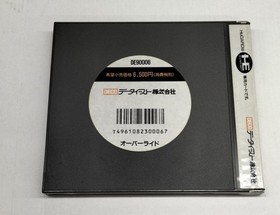 DE90006
希望小売価格 6,500円(消費税別)
データイースト株式会社
T4961082300067
オーバーライド
HE
データイースト株式会社